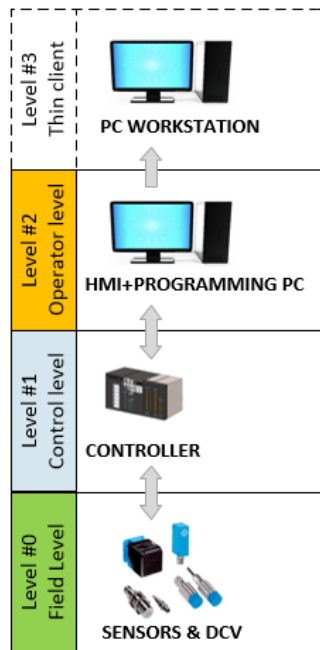 Level #3
Thin client
PC WORKSTATION
Level #2
Operator level
HMI+PROGRAMMING PC
Level #1
Control level
CONTROLLER
Level #0
Field Level
SENSORS & DCV